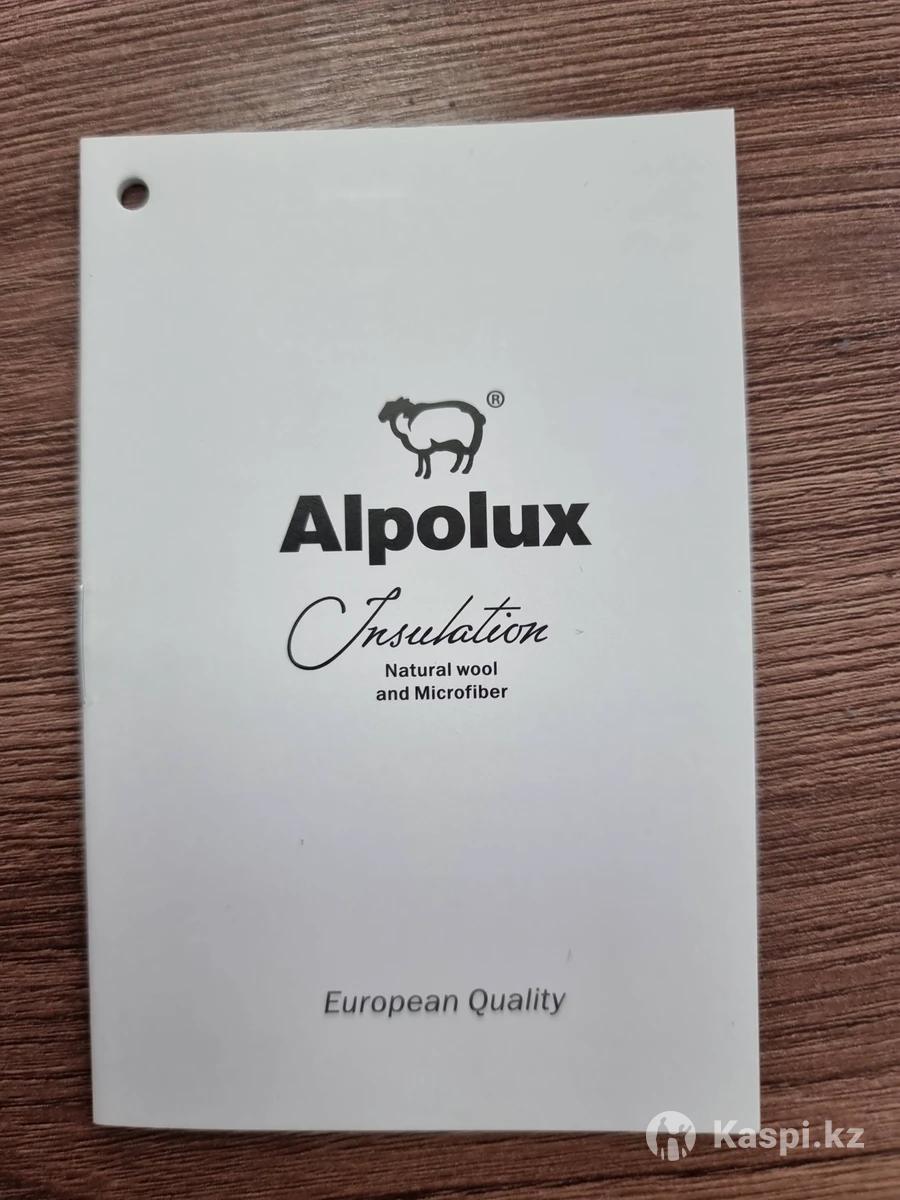 ®
Alpolux
Insulation
Natural wool
and Microfiber
European Quality
Kaspi.kz